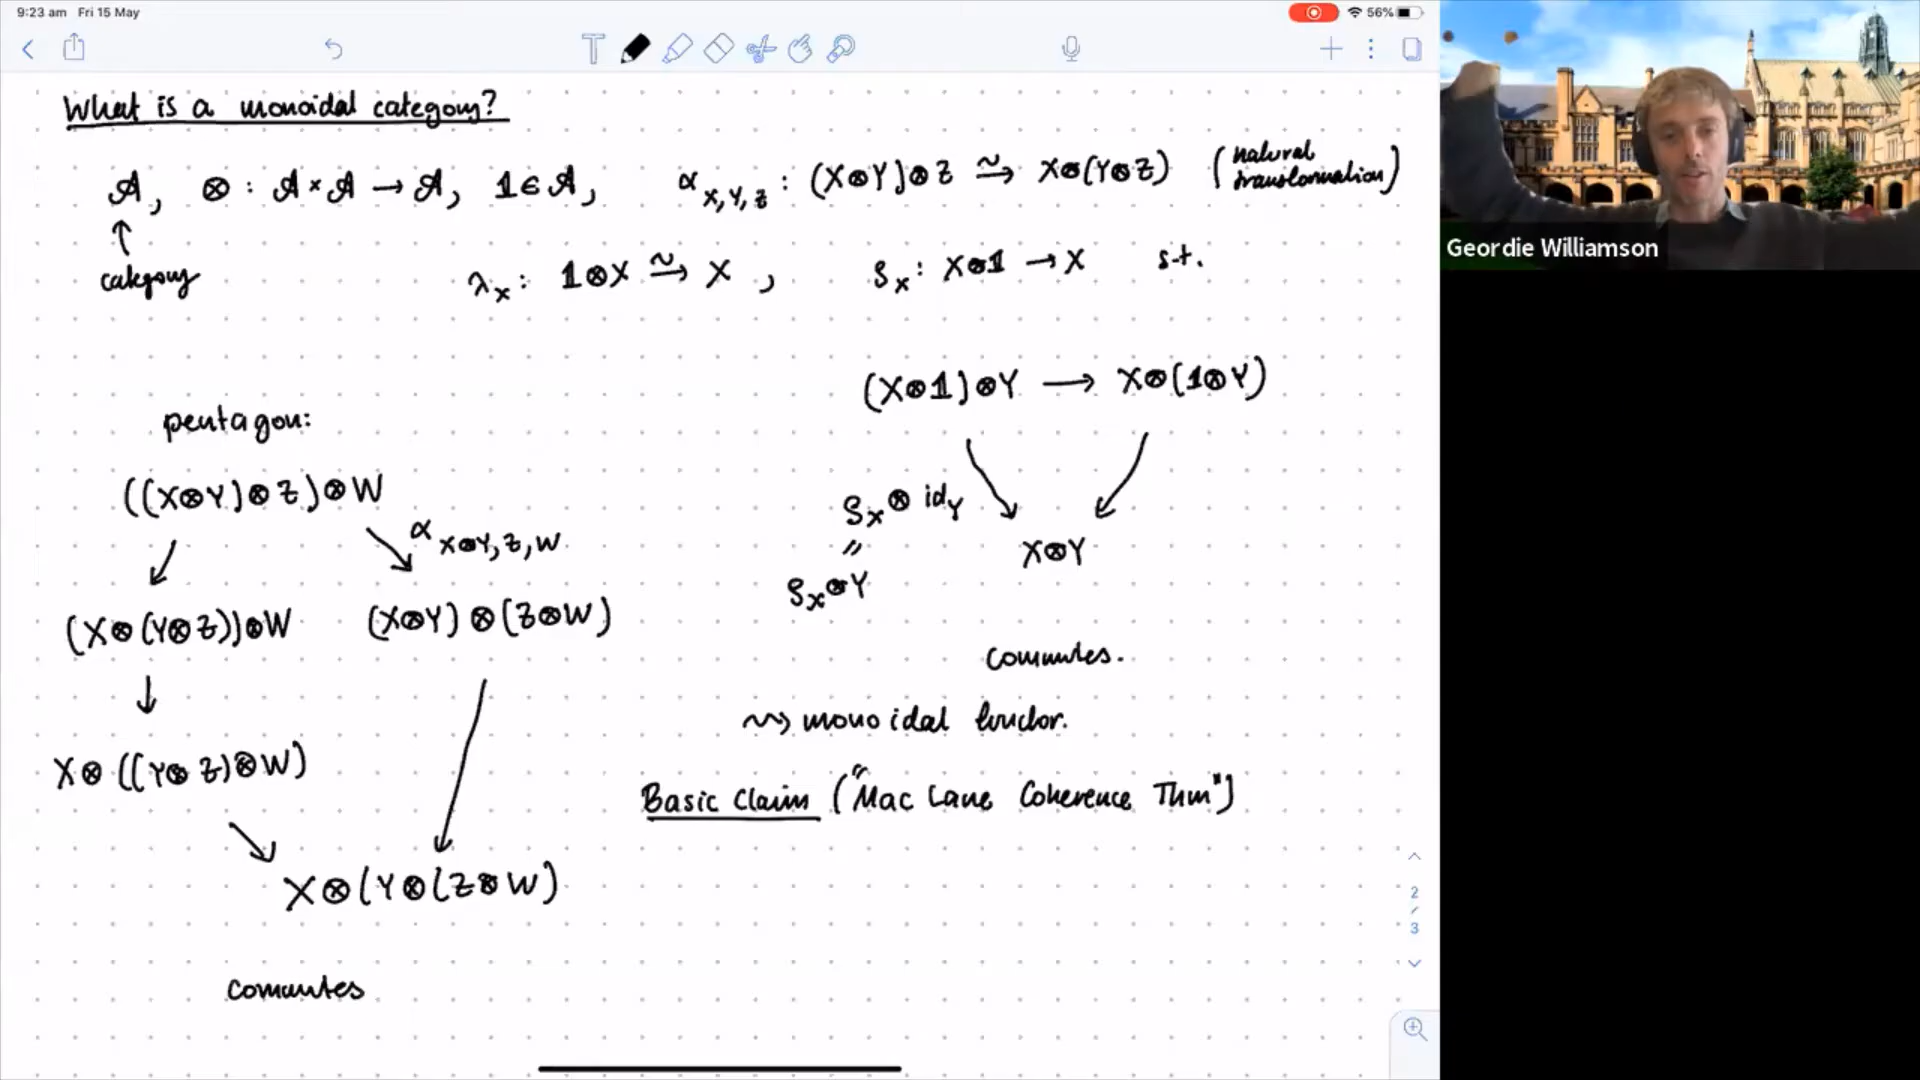 9:23 am Fri 15 May
56%
What is a monoidal category?
𝒜, ⊗ : 𝒜 × 𝒜 → 𝒜, 𝟙 ∈ 𝒜, α_{X,Y,Z} : (X⊗Y)⊗Z ⥲ X⊗(Y⊗Z) (natural transformation)
↑
category
λ_X : 𝟙⊗X ⥲ X , ρ_X : X⊗𝟙 → X s.t.
pentagon:
((X⊗Y)⊗Z)⊗W
↙ ↘ α_{X⊗Y,Z,W}
(X⊗(Y⊗Z))⊗W (X⊗Y)⊗(Z⊗W)
↓
X⊗((Y⊗Z)⊗W) ↙
↘
X⊗(Y⊗(Z⊗W)
commutes
(X⊗𝟙)⊗Y → X⊗(𝟙⊗Y)
ρ_X ⊗ id_Y ↘ ↙
=
ρ_X⊗Y
X⊗Y
commutes.
⇝ monoidal functor.
Basic Claim ("Mac Lane Coherence Thm")
2
/
3
T
Geordie Williamson